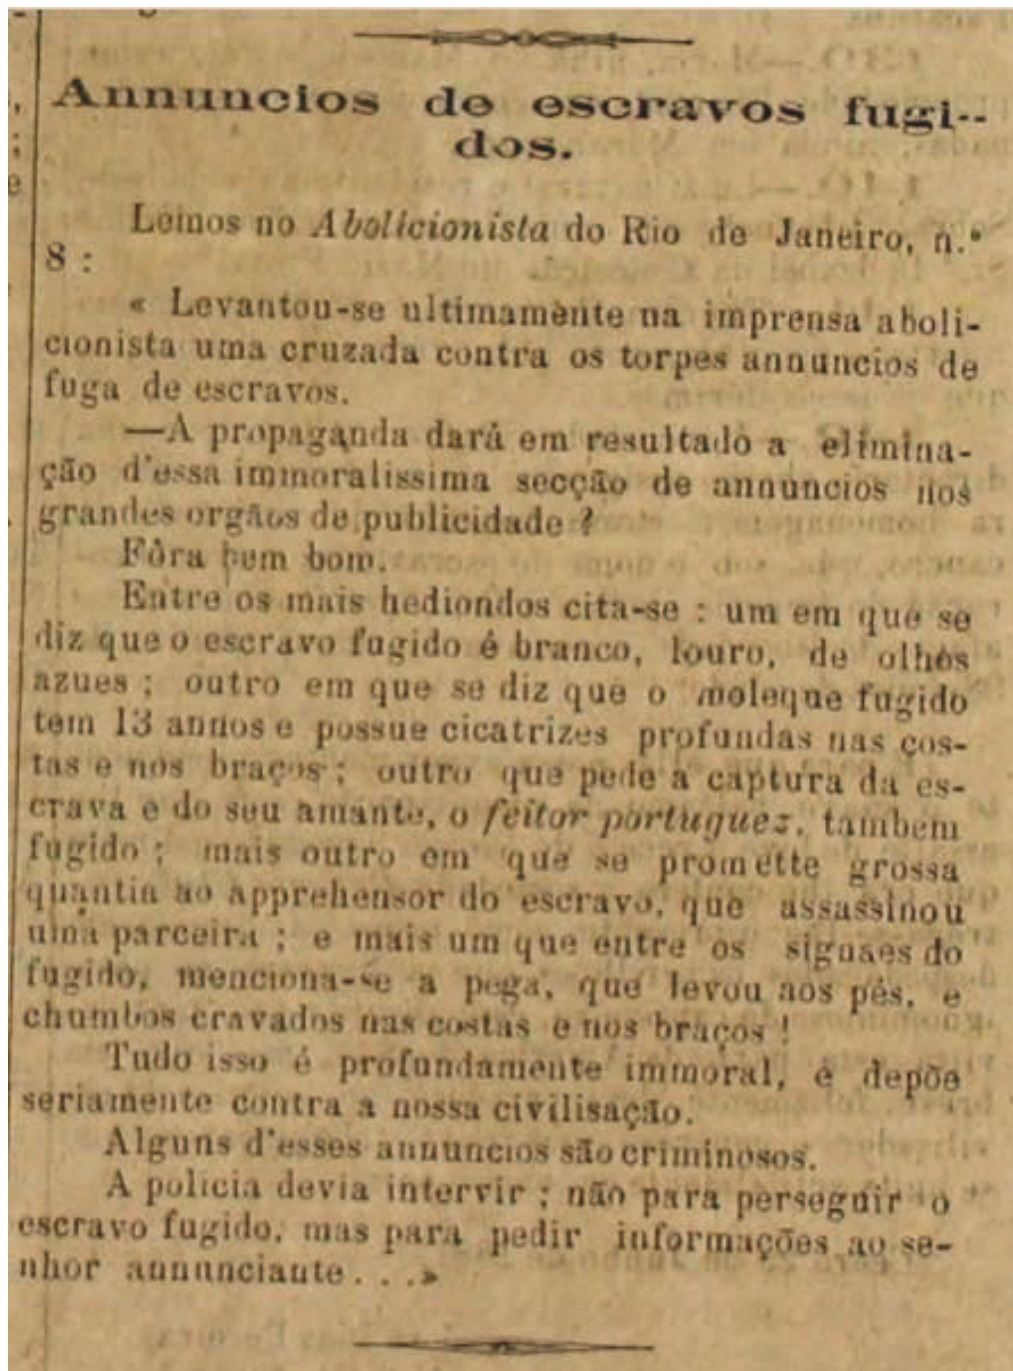 Annuncios de escravos fugi-
dos.
Lemos no Abolicionista do Rio de Janeiro, n.º
8 :
« Levantou-se ultimamente na imprensa aboli-
cionista uma cruzada contra os torpes annuncios de
fuga de escravos.
—A propaganda dará em resultado a elimina-
ção d'essa immoralissima secção de annuncios nos
grandes orgãos de publicidade ?
Fôra bem bom.
Entre os mais hediondos cita-se : um em que se
diz que o escravo fugido é branco, louro, de olhos
azues ; outro em que se diz que o moleque fugido
tem 13 annos e possue cicatrizes profundas nas cos-
tas e nos braços ; outro que pede a captura da es-
crava e do seu amante, o feitor portuguez, tambem
fugido ; mais outro em que se promette grossa
quantia ao apprehensor do escravo, que assassinou
uma parceira ; e mais um que entre os signaes do
fugido, menciona-se a pega, que levou aos pés, e
chumbos cravados nas costas e nos braços !
Tudo isso é profundamente immoral, e depõe
seriamente contra a nossa civilisação.
Alguns d'esses annuncios são criminosos.
A policia devia intervir ; não para perseguir o
escravo fugido, mas para pedir informações ao se-
nhor annunciante . . .»